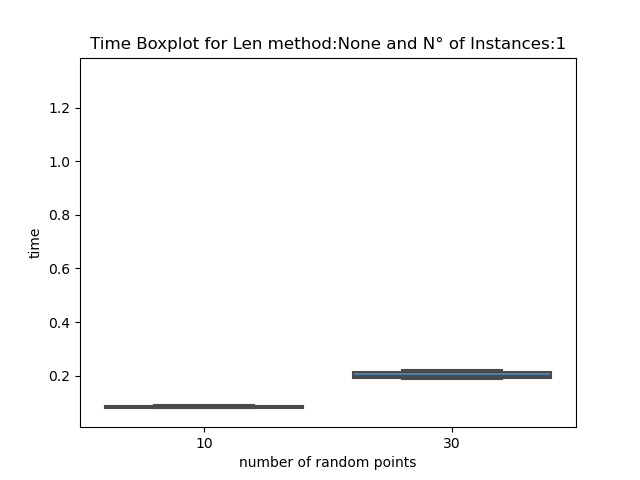 Time Boxplot for Len method:None and N° of Instances:1
1.2
1.0
0.8
0.6
0.4
0.2
time
10 30
number of random points